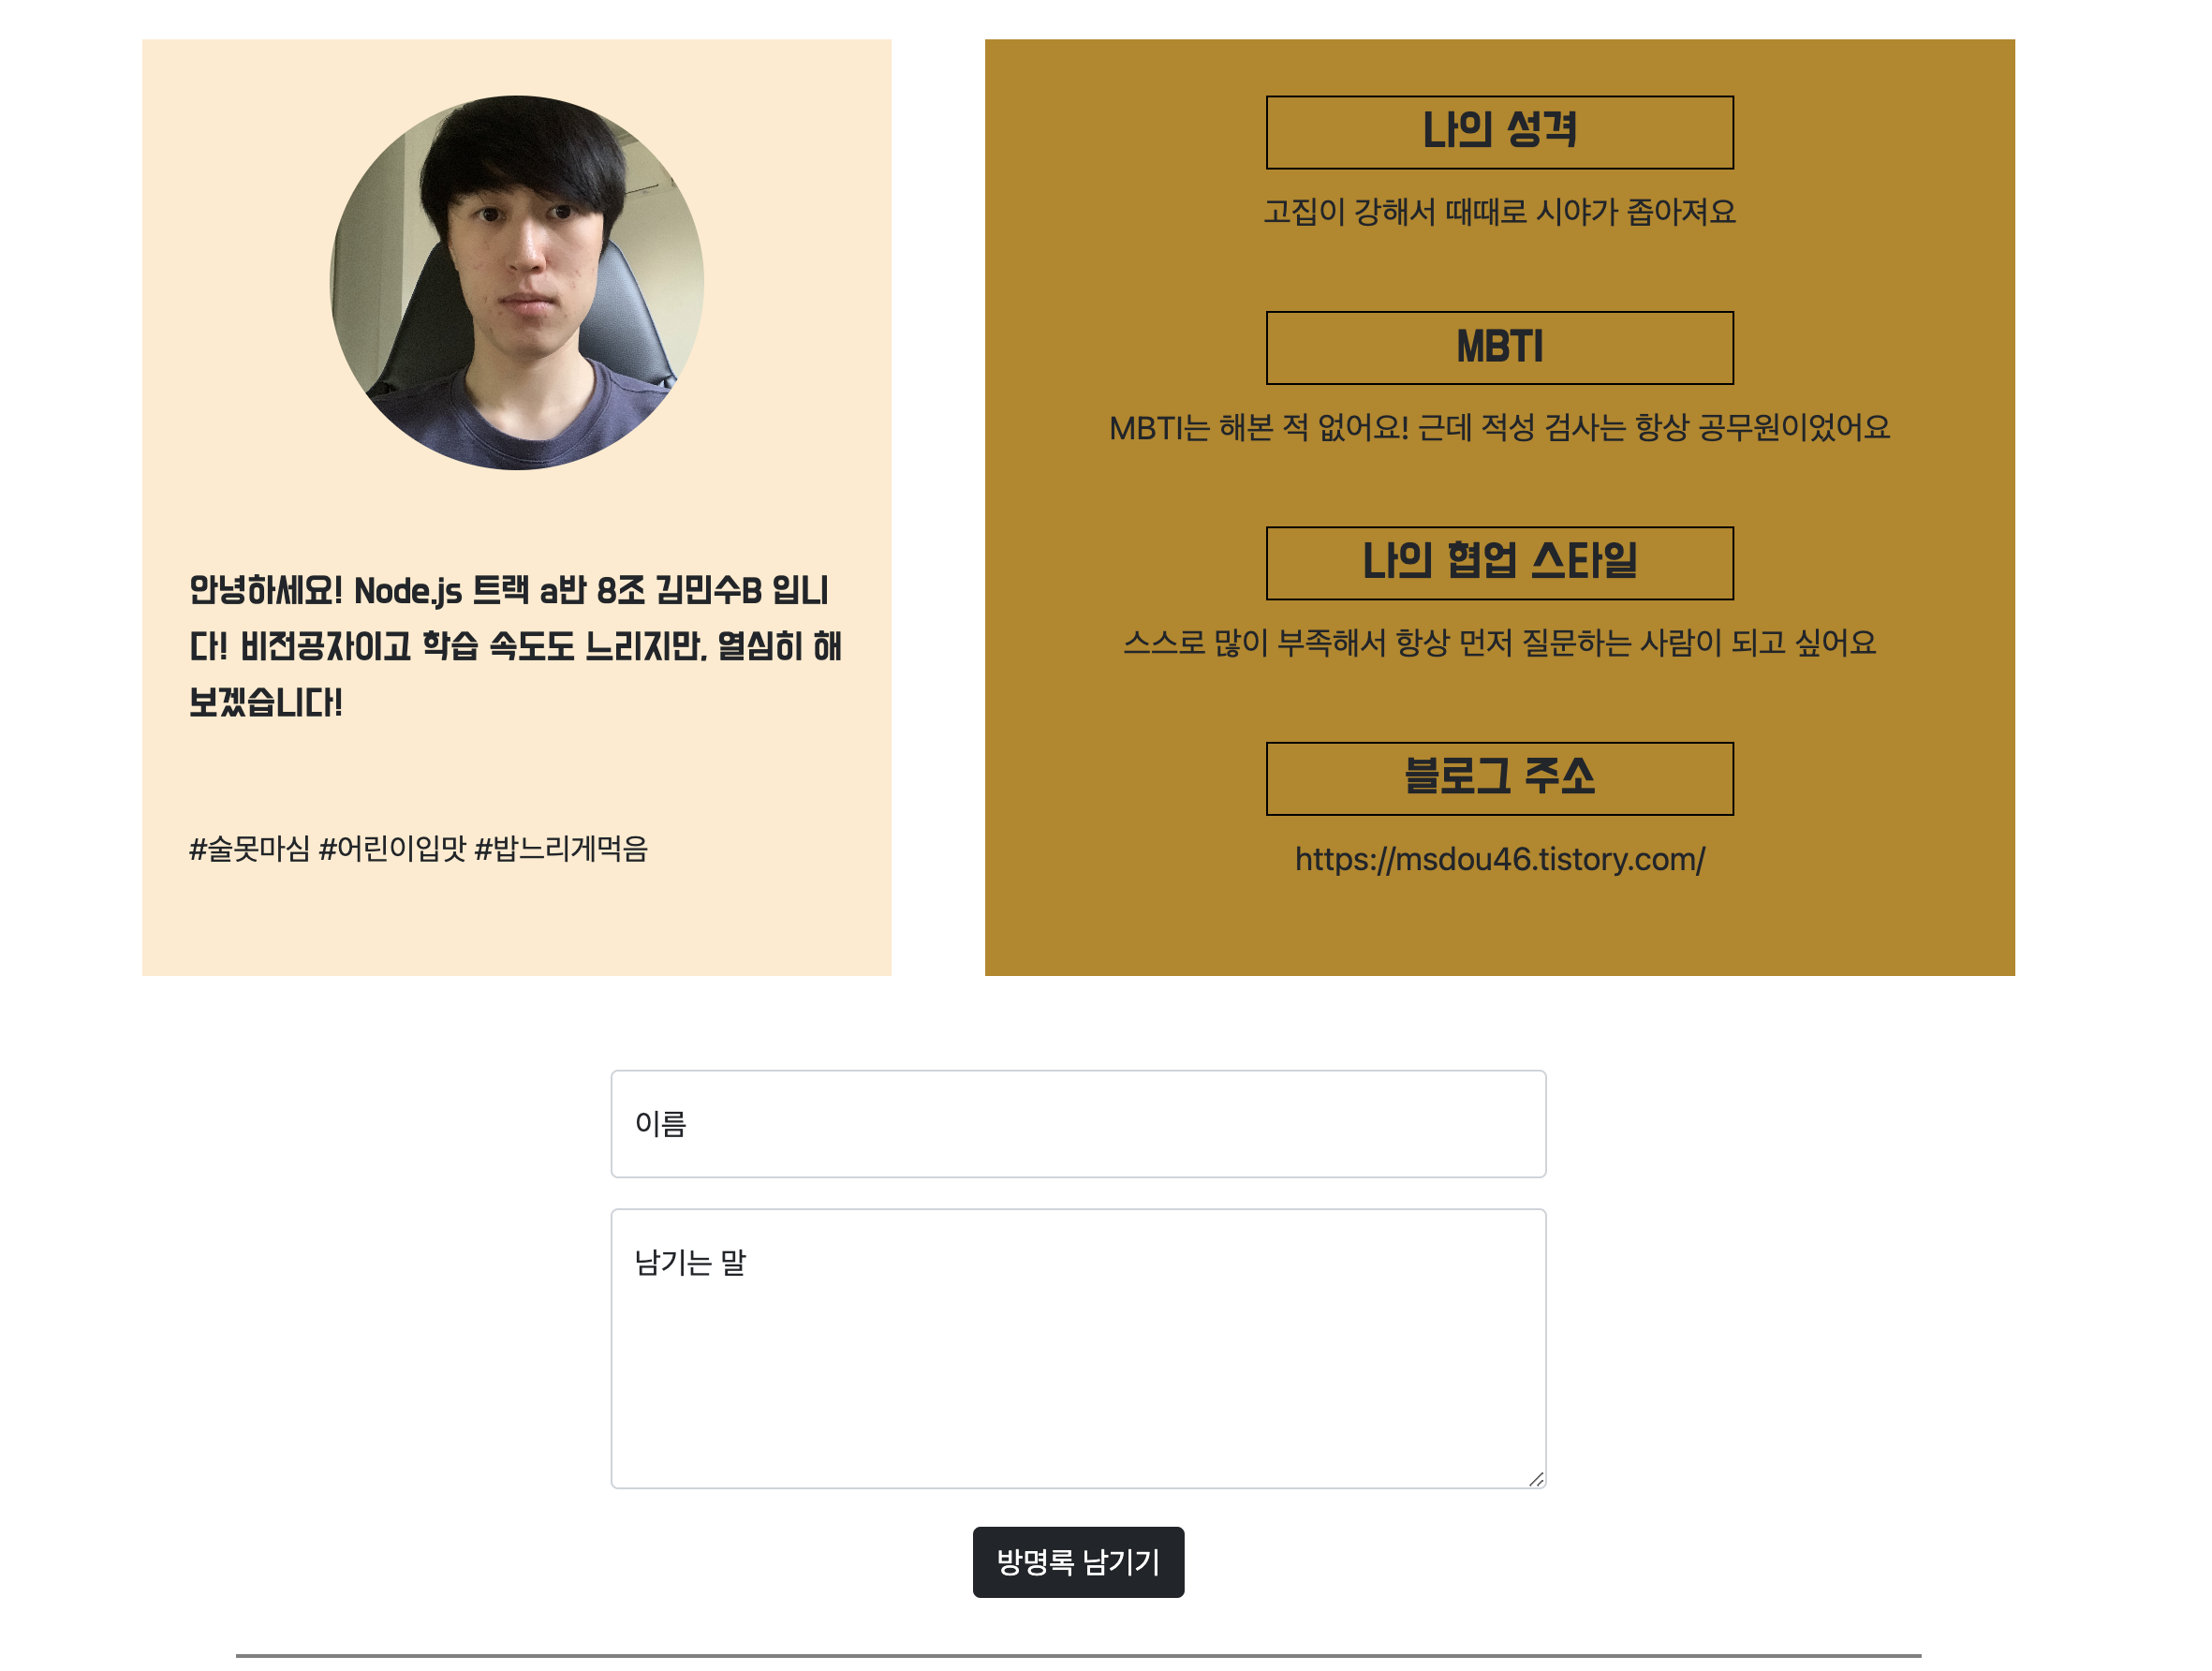 안녕하세요! Node.js 트랙 a반 8조 김민수B 입니
다! 비전공자이고 학습 속도도 느리지만, 열심히 해
보겠습니다!
#술못마심 #어린이입맛 #밥느리게먹음
나의 성격
고집이 강해서 때때로 시야가 좁아져요
MBTI
MBTI는 해본 적 없어요! 근데 적성 검사는 항상 공무원이었어요
나의 협업 스타일
스스로 많이 부족해서 항상 먼저 질문하는 사람이 되고 싶어요
블로그 주소
https://msdou46.tistory.com/
이름
남기는 말
방명록 남기기